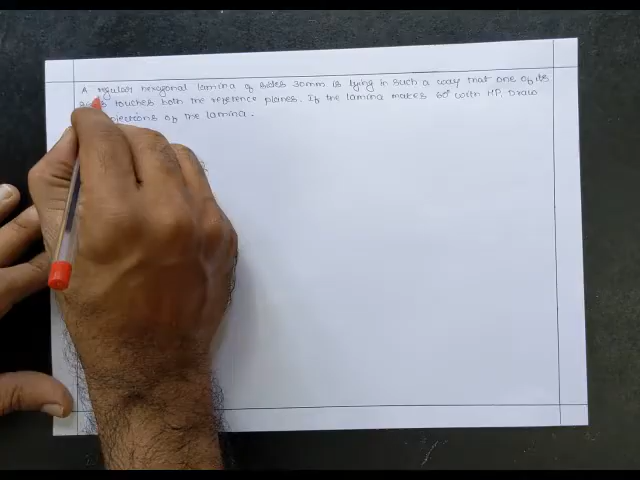 A regular hexagonal lamina of sides 30mm is lying in such a way that one of its
touches both the reference planes. If the lamina makes 60° with HP, Draw
of the lamina.